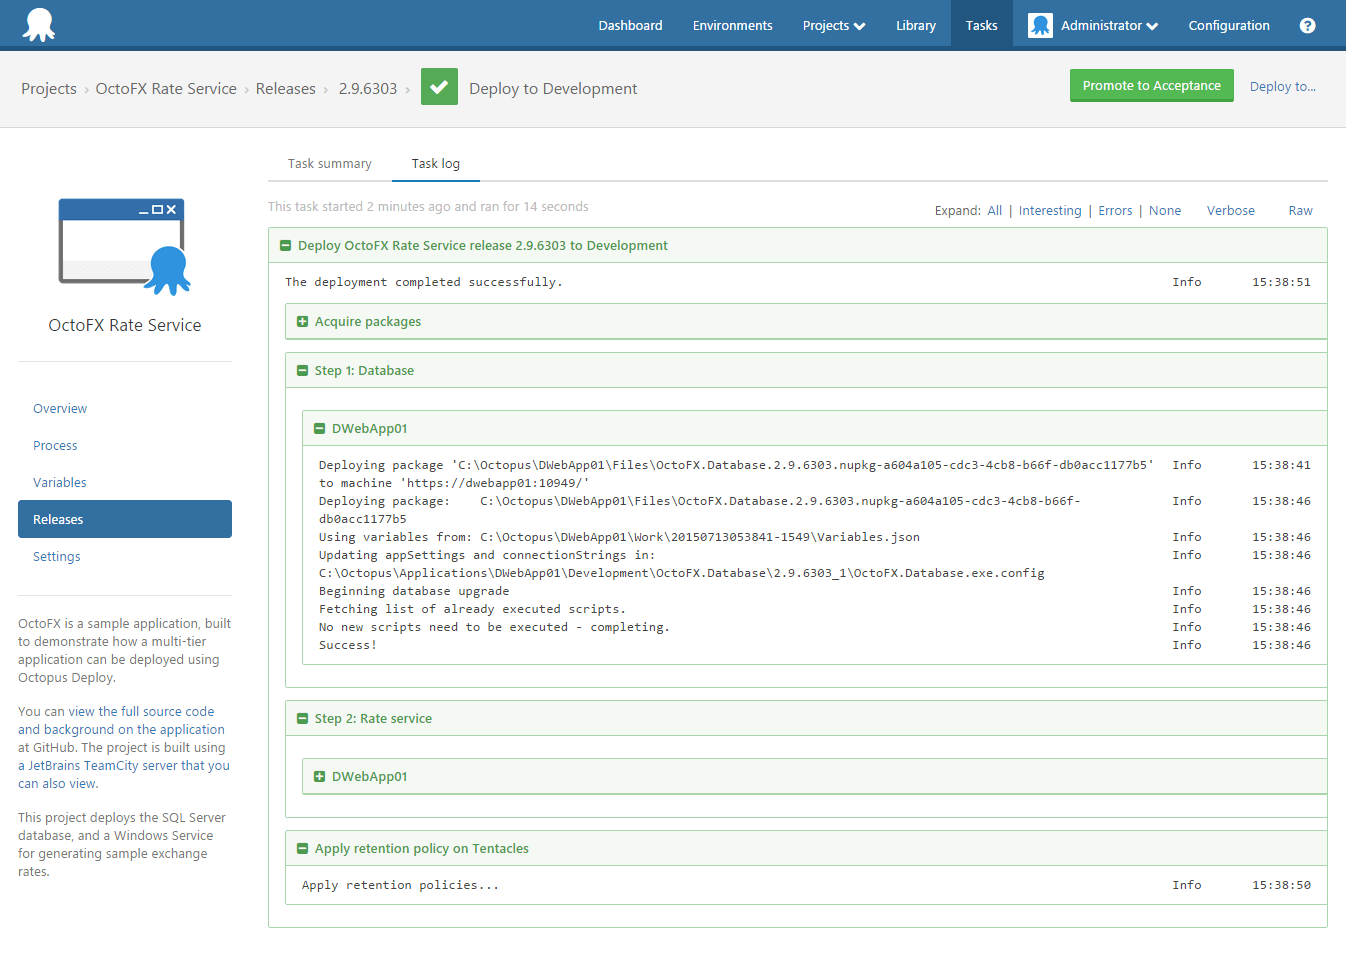 Dashboard Environments Projects Library Tasks Administrator Configuration ?
Projects › OctoFX Rate Service › Releases › 2.9.6303 › Deploy to Development
Promote to Acceptance Deploy to...
Task summary Task log
This task started 2 minutes ago and ran for 14 seconds
Expand: All | Interesting | Errors | None Verbose Raw
OctoFX Rate Service
Overview
Process
Variables
Releases
Settings
OctoFX is a sample application, built
to demonstrate how a multi-tier
application can be deployed using
Octopus Deploy.
You can view the full source code
and background on the application
at GitHub. The project is built using
a JetBrains TeamCity server that you
can also view.
This project deploys the SQL Server
database, and a Windows Service
for generating sample exchange
rates.
Deploy OctoFX Rate Service release 2.9.6303 to Development
The deployment completed successfully. Info 15:38:51
Acquire packages
Step 1: Database
DWebApp01
Deploying package 'C:\Octopus\DWebApp01\Files\OctoFX.Database.2.9.6303.nupkg-a604a105-cdc3-4cb8-b66f-db0acc1177b5' Info 15:38:41
to machine 'https://dwebapp01:10949/'
Deploying package: C:\Octopus\DWebApp01\Files\OctoFX.Database.2.9.6303.nupkg-a604a105-cdc3-4cb8-b66f- Info 15:38:46
db0acc1177b5
Using variables from: C:\Octopus\DWebApp01\Work\20150713053841-1549\Variables.json Info 15:38:46
Updating appSettings and connectionStrings in: Info 15:38:46
C:\Octopus\Applications\DWebApp01\Development\OctoFX.Database\2.9.6303_1\OctoFX.Database.exe.config
Beginning database upgrade Info 15:38:46
Fetching list of already executed scripts. Info 15:38:46
No new scripts need to be executed - completing. Info 15:38:46
Success! Info 15:38:46
Step 2: Rate service
DWebApp01
Apply retention policy on Tentacles
Apply retention policies... Info 15:38:50